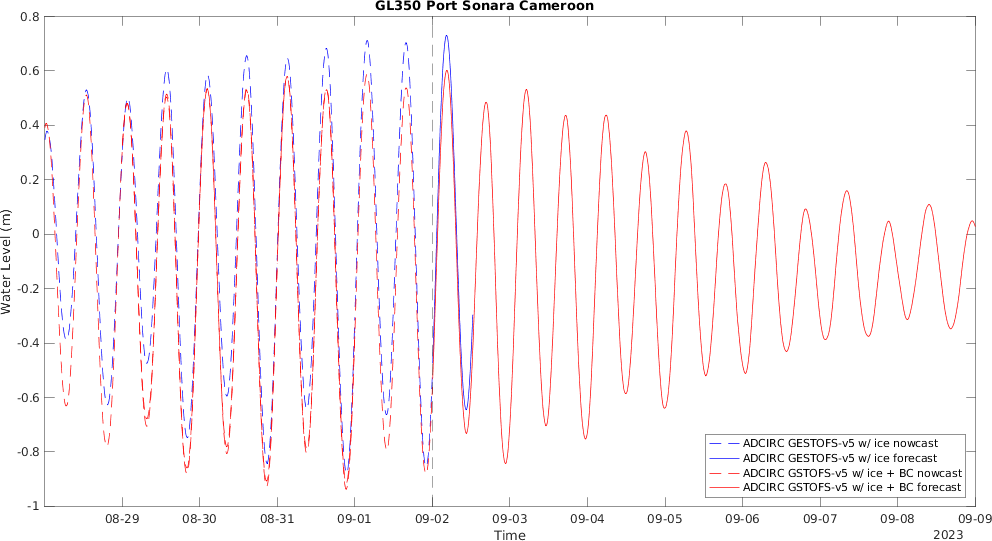 GL350 Port Sonara Cameroon
0.8
0.6
0.4
0.2
0
-0.2
-0.4
-0.6
-0.8
-1
Water Level (m)
ADCIRC GESTOFS-v5 w/ ice nowcast
ADCIRC GESTOFS-v5 w/ ice forecast
ADCIRC GSTOFS-v5 w/ ice + BC nowcast
ADCIRC GSTOFS-v5 w/ ice + BC forecast
08-29 08-30 08-31 09-01 09-02 09-03 09-04 09-05 09-06 09-07 09-08 09-09
Time
2023